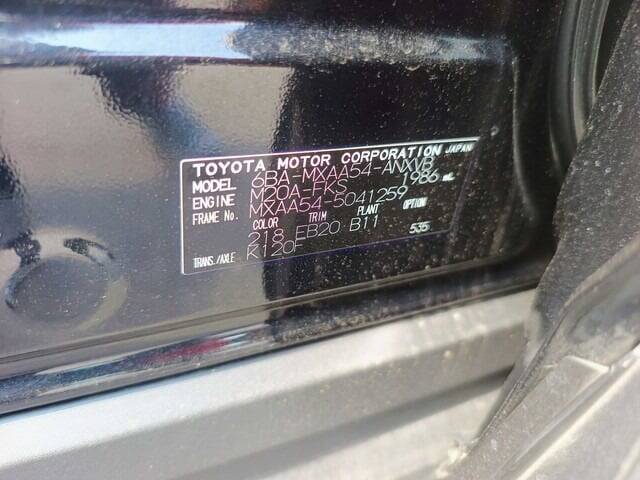 TOYOTA MOTOR CORPORATION JAPAN
MODEL 6BA-MXAA54-ANXVB
ENGINE M20A-FKS 1986 mL
FRAME No. MXAA54-5041259
COLOR TRIM PLANT OPTION
218 EB20 B11 535
TRANS./AXLE K120F